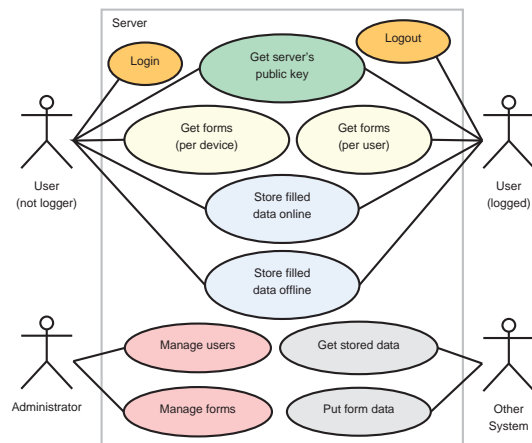 Server
Login
Get server's
public key
Logout
Get forms
(per device)
Get forms
(per user)
User
(not logger)
Store filled
data online
User
(logged)
Store filled
data offline
Manage users
Get stored data
Administrator
Manage forms
Put form data
Other
System